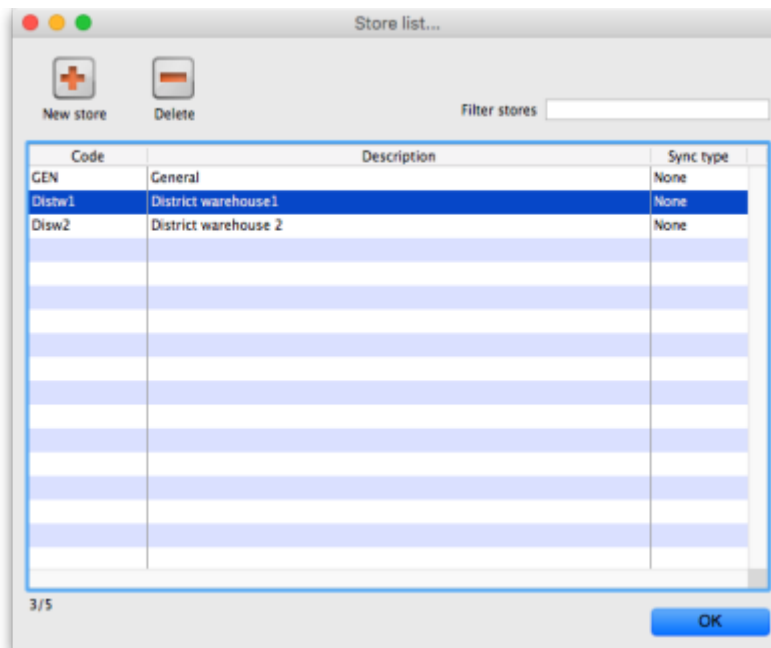 Store list...
New store Delete Filter stores
Code Description Sync type
GEN General None
Distw1 District warehouse1 None
Disw2 District warehouse 2 None
3/5
OK